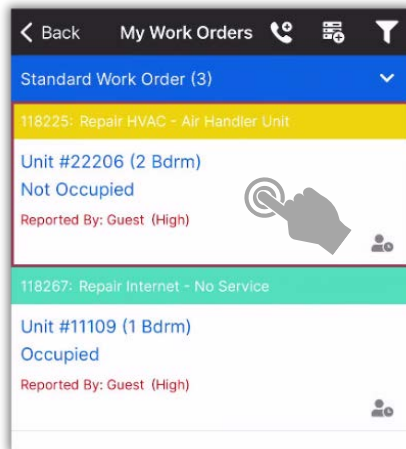 Back My Work Orders
Standard Work Order (3)
118225: Repair HVAC - Air Handler Unit
Unit #22206 (2 Bdrm)
Not Occupied
Reported By: Guest (High)
118267: Repair Internet - No Service
Unit #11109 (1 Bdrm)
Occupied
Reported By: Guest (High)